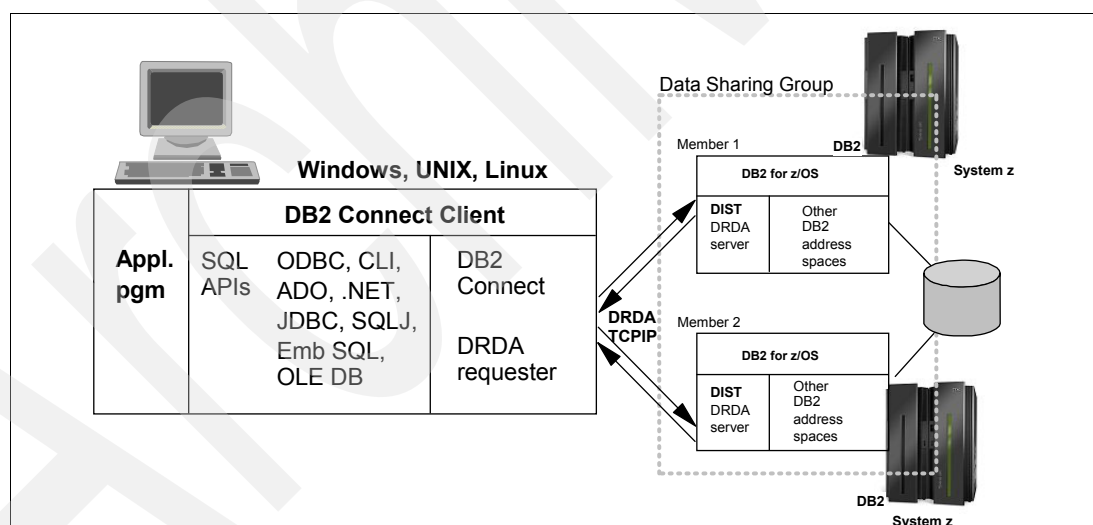 Data Sharing Group
Member 1
DB2
System z
Windows, UNIX, Linux
DB2 for z/OS
DB2 Connect Client
DIST
DRDA
server
Other
DB2
address
spaces
Appl.
pgm
SQL
APIs
ODBC, CLI,
ADO, .NET,
JDBC, SQLJ,
Emb SQL,
OLE DB
DB2
Connect
DRDA
requester
DRDA
TCPIP
Member 2
DB2 for z/OS
DIST
DRDA
server
Other
DB2
address
spaces
DB2
System z